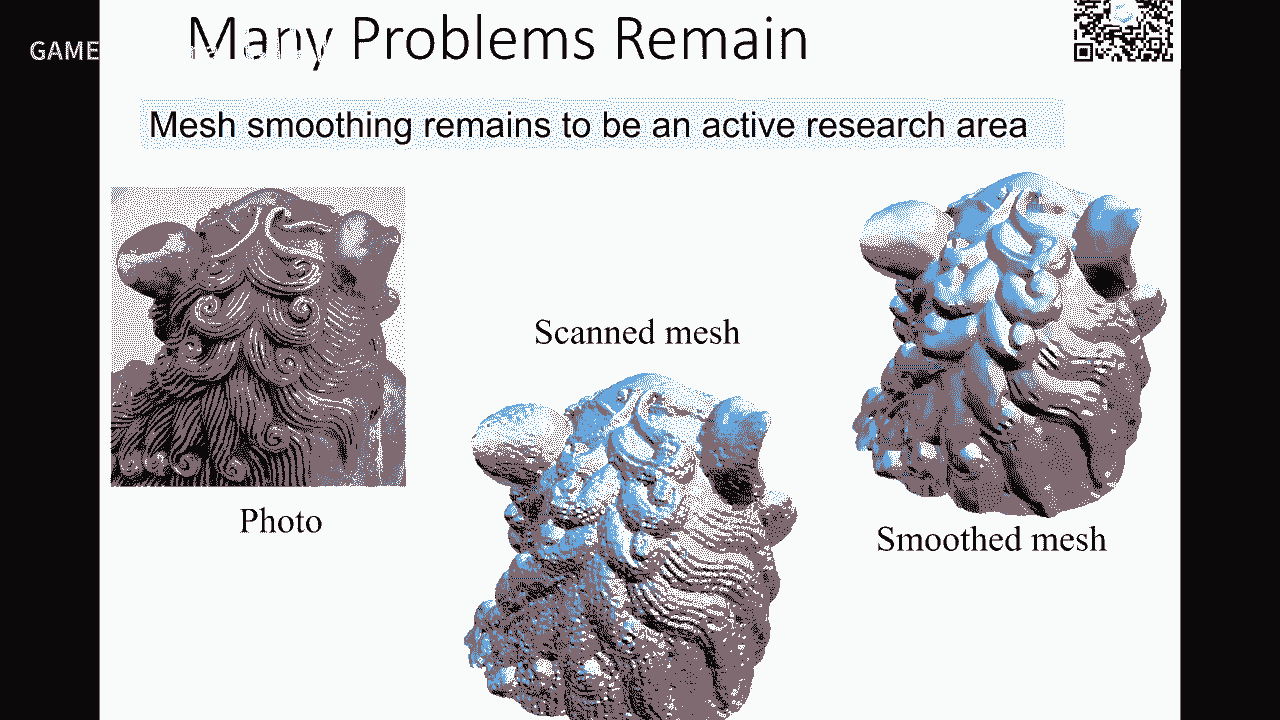 GAME
Many Problems Remain
Mesh smoothing remains to be an active research area
Scanned mesh
Photo
Smoothed mesh